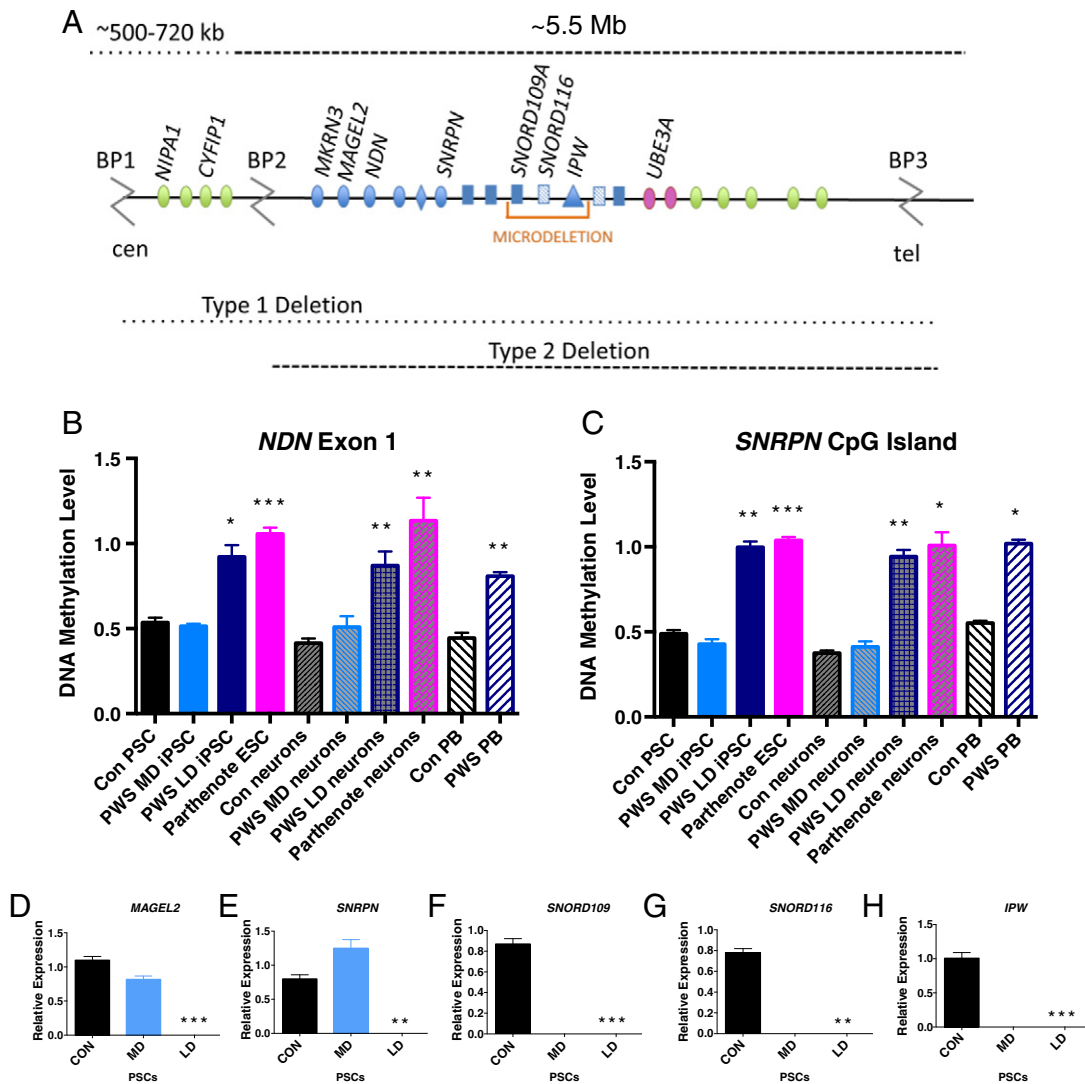 A
~500-720 kb
~5.5 Mb
BP1
NIPA1
CYFIP1
BP2
MKRN3
MAGEL2
NDN
SNRPN
SNORD109A
SNORD116
IPW
UBE3A
BP3
MICRODELETION
cen
tel
Type 1 Deletion
Type 2 Deletion
B
NDN Exon 1
DNA Methylation Level
1.5
1.0
0.5
0.0
*
***
**
**
**
Con PSC
PWS MD iPSC
PWS LD iPSC
Parthenote ESC
Con neurons
PWS MD neurons
PWS LD neurons
Parthenote neurons
Con PB
PWS PB
C
SNRPN CpG Island
DNA Methylation Level
1.5
1.0
0.5
0.0
**
***
**
*
*
Con PSC
PWS MD iPSC
PWS LD iPSC
Parthenote ESC
Con neurons
PWS MD neurons
PWS LD neurons
Parthenote neurons
Con PB
PWS PB
D
MAGEL2
Relative Expression
1.5
1.0
0.5
0.0
***
CON
MD
LD
PSCs
E
SNRPN
Relative Expression
1.5
1.0
0.5
0.0
**
CON
MD
LD
PSCs
F
SNORD109
Relative Expression
1.0
0.8
0.6
0.4
0.2
0.0
***
CON
MD
LD
PSCs
G
SNORD116
Relative Expression
1.0
0.8
0.6
0.4
0.2
0.0
**
CON
MD
LD
PSCs
H
IPW
Relative Expression
1.5
1.0
0.5
0.0
***
CON
MD
LD
PSCs